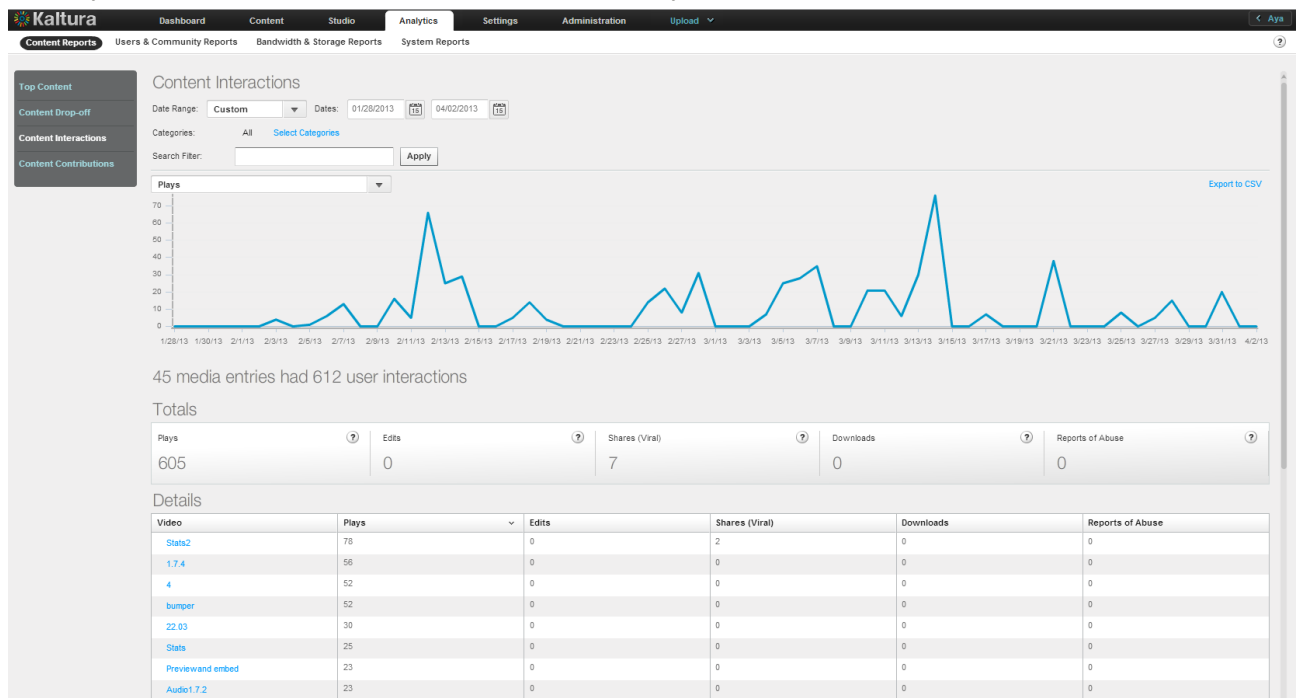 Kaltura Dashboard Content Studio Analytics Settings Administration Upload < Aya
Content Reports Users & Community Reports Bandwidth & Storage Reports System Reports ?
Top Content
Content Drop-off
Content Interactions
Content Contributions
Content Interactions
Date Range: Custom Dates: 01/28/2013 15 04/02/2013 15
Categories: All Select Categories
Search Filter: Apply
Plays Export to CSV
70
60
50
40
30
20
10
0
1/28/13 1/30/13 2/1/13 2/3/13 2/5/13 2/7/13 2/9/13 2/11/13 2/13/13 2/15/13 2/17/13 2/19/13 2/21/13 2/23/13 2/25/13 2/27/13 3/1/13 3/3/13 3/5/13 3/7/13 3/9/13 3/11/13 3/13/13 3/15/13 3/17/13 3/19/13 3/21/13 3/23/13 3/25/13 3/27/13 3/29/13 3/31/13 4/2/13
45 media entries had 612 user interactions
Totals
Plays ? Edits ? Shares (Viral) ? Downloads ? Reports of Abuse ?
605 0 7 0 0
Details
Video Plays Edits Shares (Viral) Downloads Reports of Abuse
Stats2 78 0 2 0 0
1.7.4 56 0 0 0 0
4 52 0 0 0 0
bumper 52 0 0 0 0
22.03 30 0 0 0 0
Stats 25 0 0 0 0
Previewand embed 23 0 0 0 0
Audio1.7.2 23 0 0 0 0